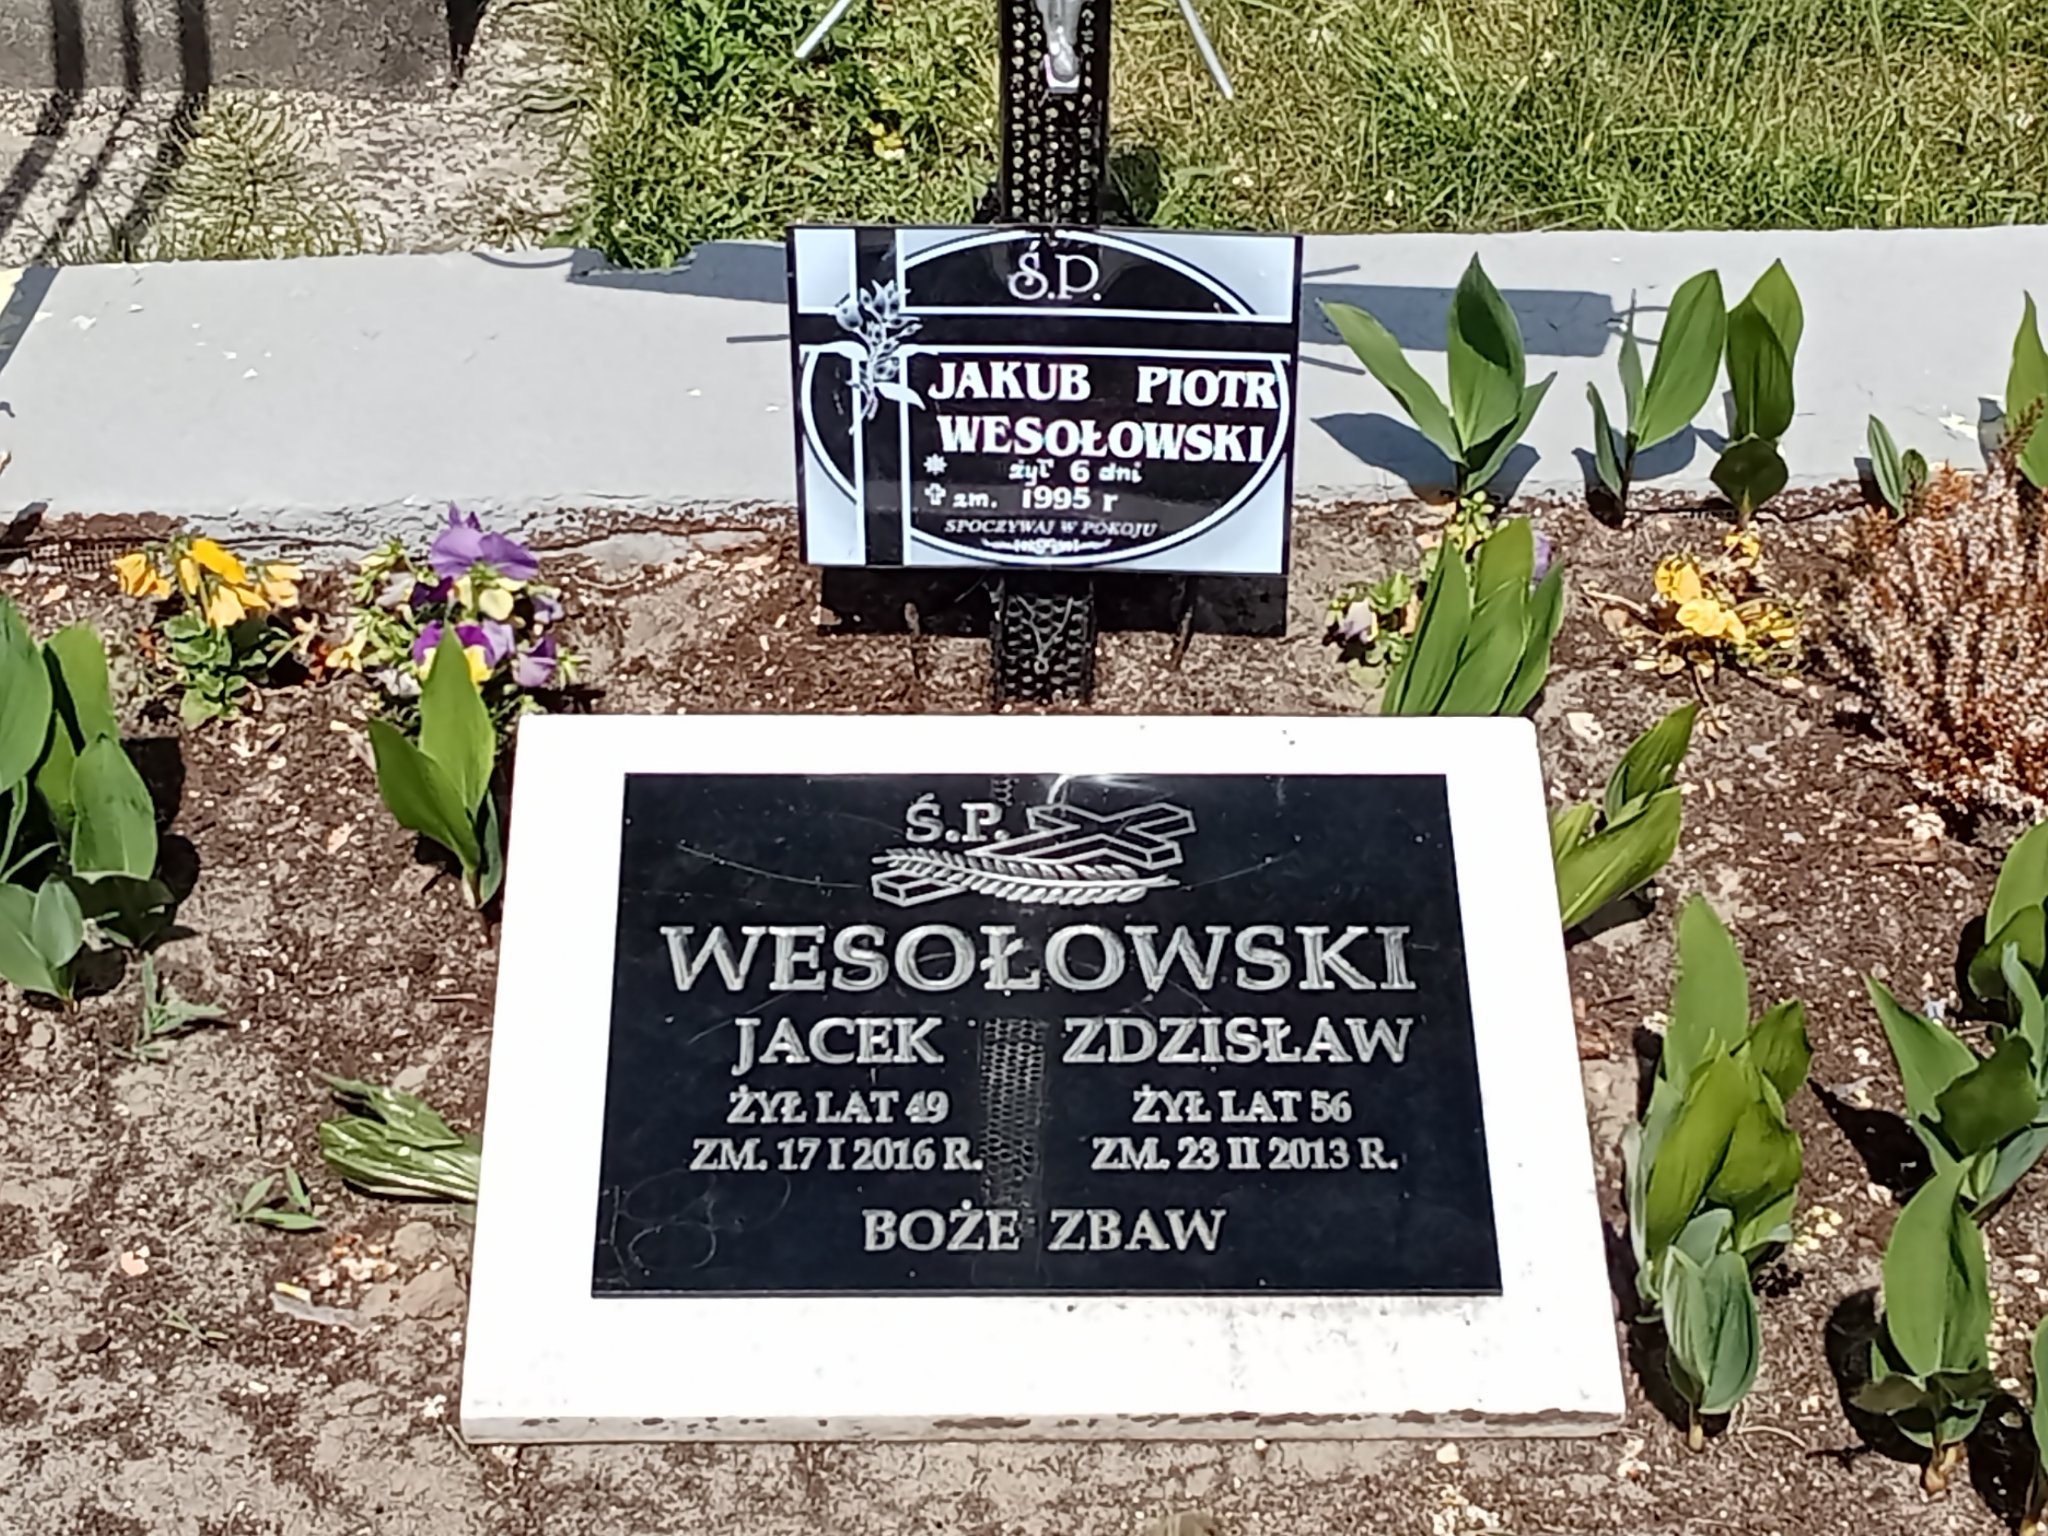 Ś.P.
JAKUB PIOTR
WESOŁOWSKI
żył 6 dni
zm. 1995 r
SPOCZYWAJ W POKOJU
Ś.P.
WESOŁOWSKI
JACEK ZDZISŁAW
ŻYŁ LAT 49 ŻYŁ LAT 56
ZM. 17 I 2016 R. ZM. 23 II 2013 R.
BOŻE ZBAW